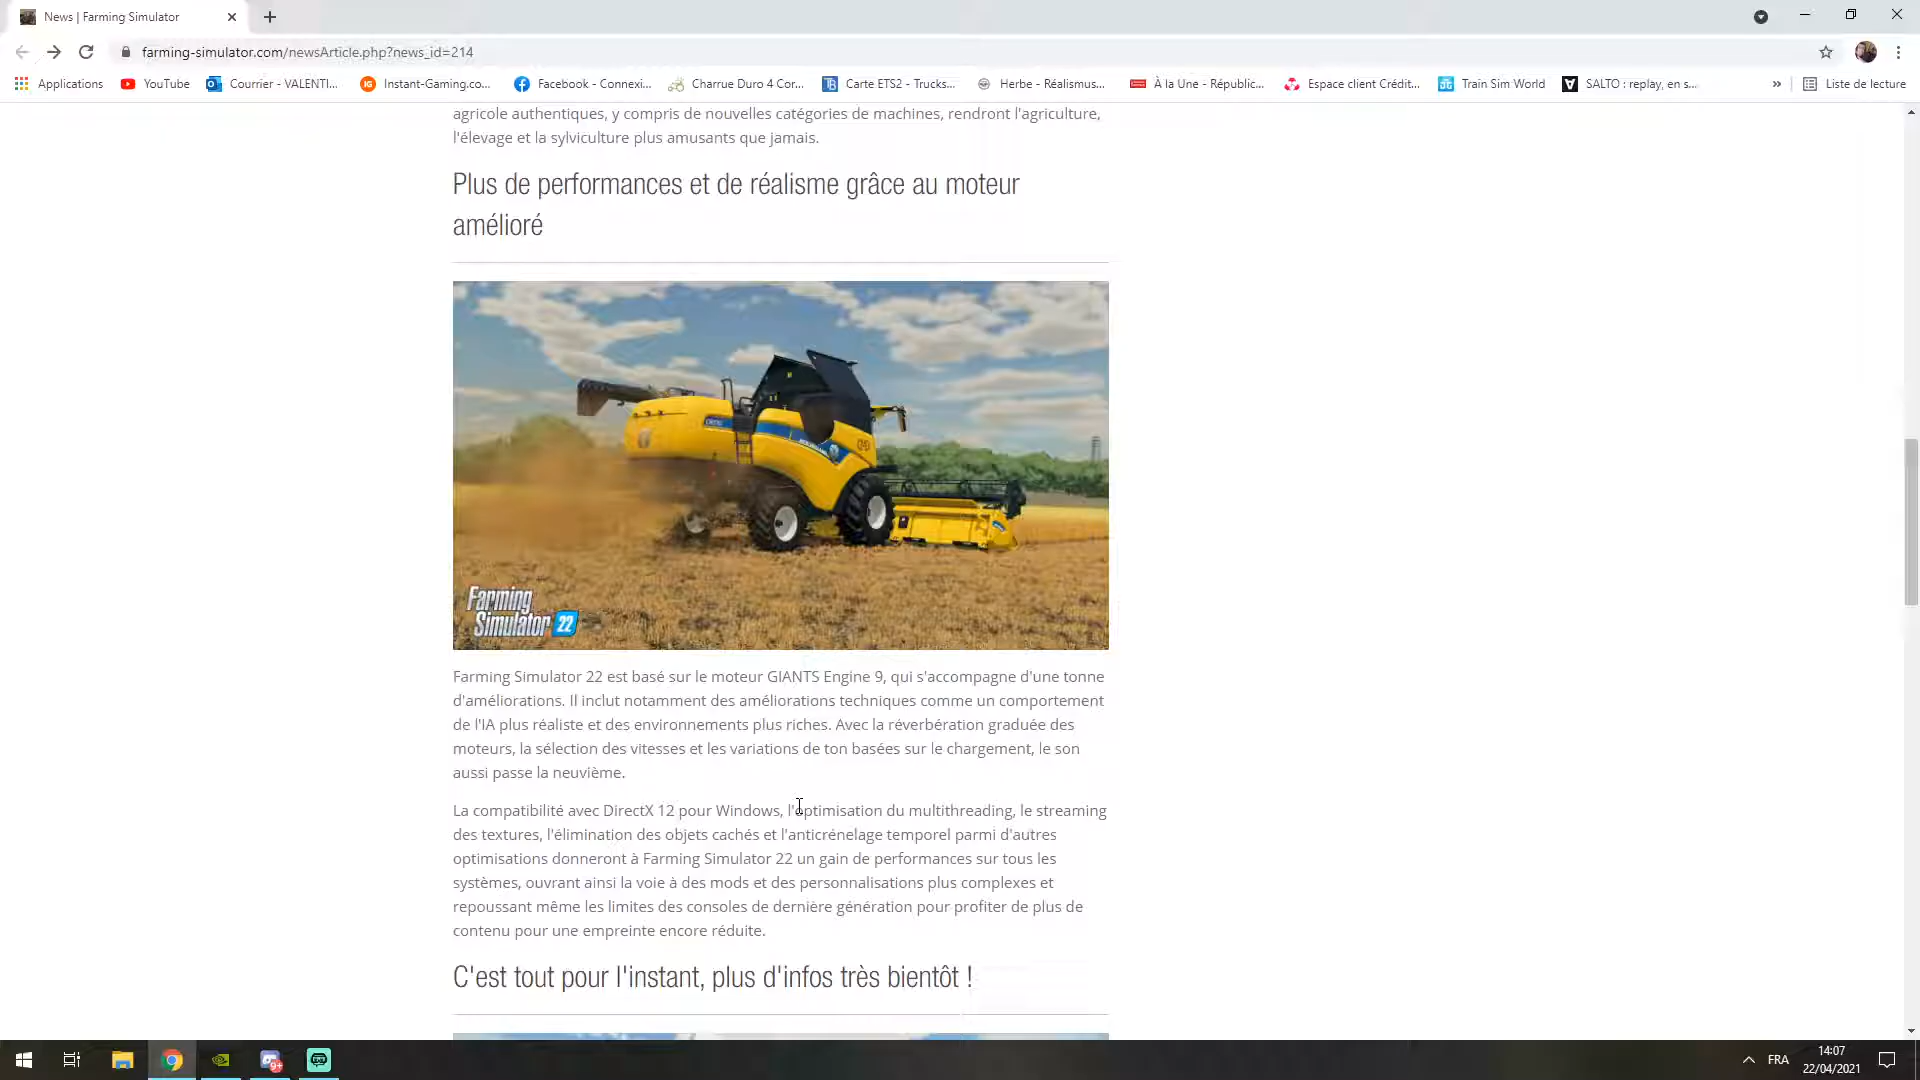 News | Farming Simulator
farming-simulator.com/newsArticle.php?news_id=214
Applications
YouTube
Courrier - VALENTI...
Instant-Gaming.co...
Facebook - Connexi...
Charrue Duro 4 Cor...
Carte ETS2 - Trucks...
Herbe - Réalismus...
À la Une - Républic...
Espace client Crédit...
Train Sim World
SALTO : replay, en s...
»
Liste de lecture
agricole authentiques, y compris de nouvelles catégories de machines, rendront l'agriculture,
l'élevage et la sylviculture plus amusants que jamais.
Plus de performances et de réalisme grâce au moteur
amélioré
Farming
Simulator 22
Farming Simulator 22 est basé sur le moteur GIANTS Engine 9, qui s'accompagne d'une tonne
d'améliorations. Il inclut notamment des améliorations techniques comme un comportement
de l'IA plus réaliste et des environnements plus riches. Avec la réverbération graduée des
moteurs, la sélection des vitesses et les variations de ton basées sur le chargement, le son
aussi passe la neuvième.
La compatibilité avec DirectX 12 pour Windows, l'optimisation du multithreading, le streaming
des textures, l'élimination des objets cachés et l'anticrénelage temporel parmi d'autres
optimisations donneront à Farming Simulator 22 un gain de performances sur tous les
systèmes, ouvrant ainsi la voie à des mods et des personnalisations plus complexes et
repoussant même les limites des consoles de dernière génération pour profiter de plus de
contenu pour une empreinte encore réduite.
C'est tout pour l'instant, plus d'infos très bientôt !
9+
FRA
14:07
22/04/2021